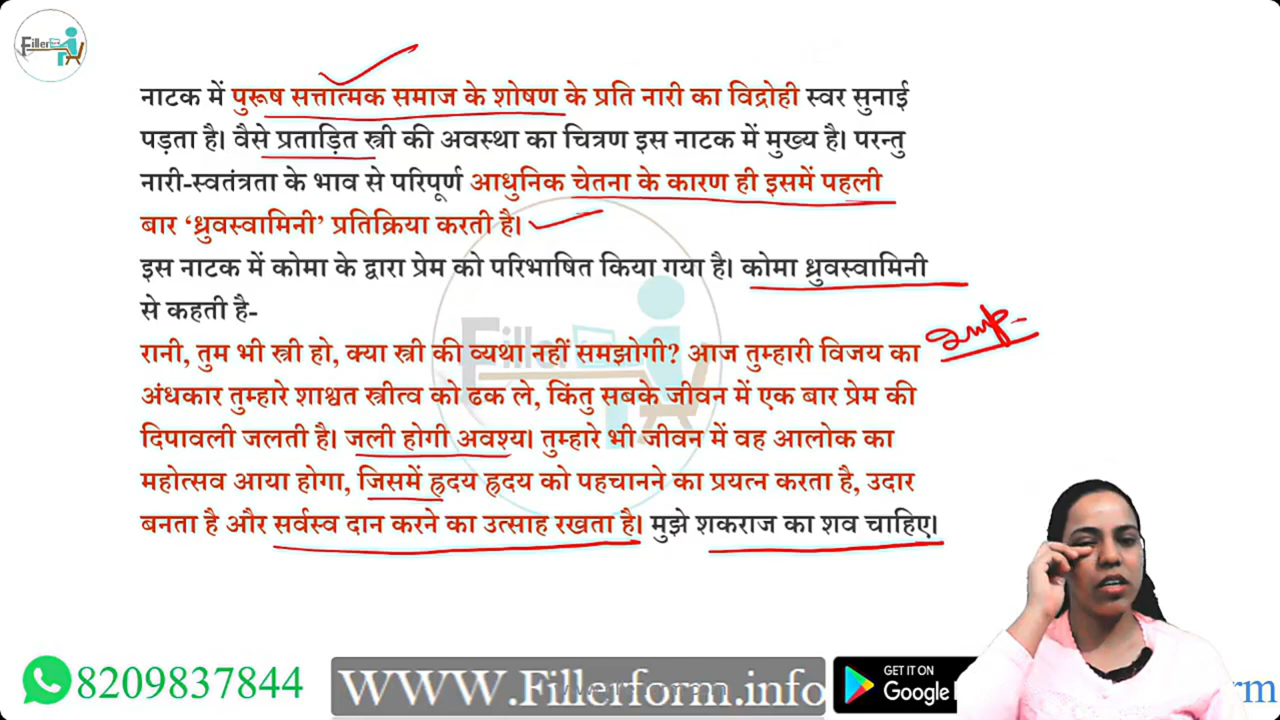 Fillerform
नाटक में पुरूष सत्तात्मक समाज के शोषण के प्रति नारी का विद्रोही स्वर सुनाई
पड़ता है। वैसे प्रताड़ित स्त्री की अवस्था का चित्रण इस नाटक में मुख्य है। परन्तु
नारी-स्वतंत्रता के भाव से परिपूर्ण आधुनिक चेतना के कारण ही इसमें पहली
बार ‘ध्रुवस्वामिनी’ प्रतिक्रिया करती है।
इस नाटक में कोमा के द्वारा प्रेम को परिभाषित किया गया है। कोमा ध्रुवस्वामिनी
से कहती है-
रानी, तुम भी स्त्री हो, क्या स्त्री की व्यथा नहीं समझोगी? आज तुम्हारी विजय का
Imp-
अंधकार तुम्हारे शाश्वत स्त्रीत्व को ढक ले, किंतु सबके जीवन में एक बार प्रेम की
दिपावली जलती है। जली होगी अवश्य। तुम्हारे भी जीवन में वह आलोक का
महोत्सव आया होगा, जिसमें ह्रदय ह्रदय को पहचानने का प्रयत्न करता है, उदार
बनता है और सर्वस्व दान करने का उत्साह रखता है। मुझे शकराज का शव चाहिए।
8209837844
WWW.Fillerform.info
GET IT ON
Google
rm